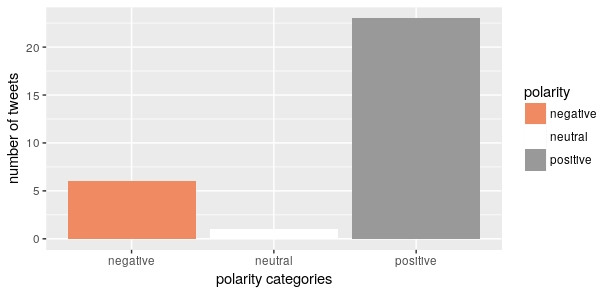 number of tweets
20
15
10
5
0
negative
neutral
positive
polarity categories
polarity
negative
neutral
positive